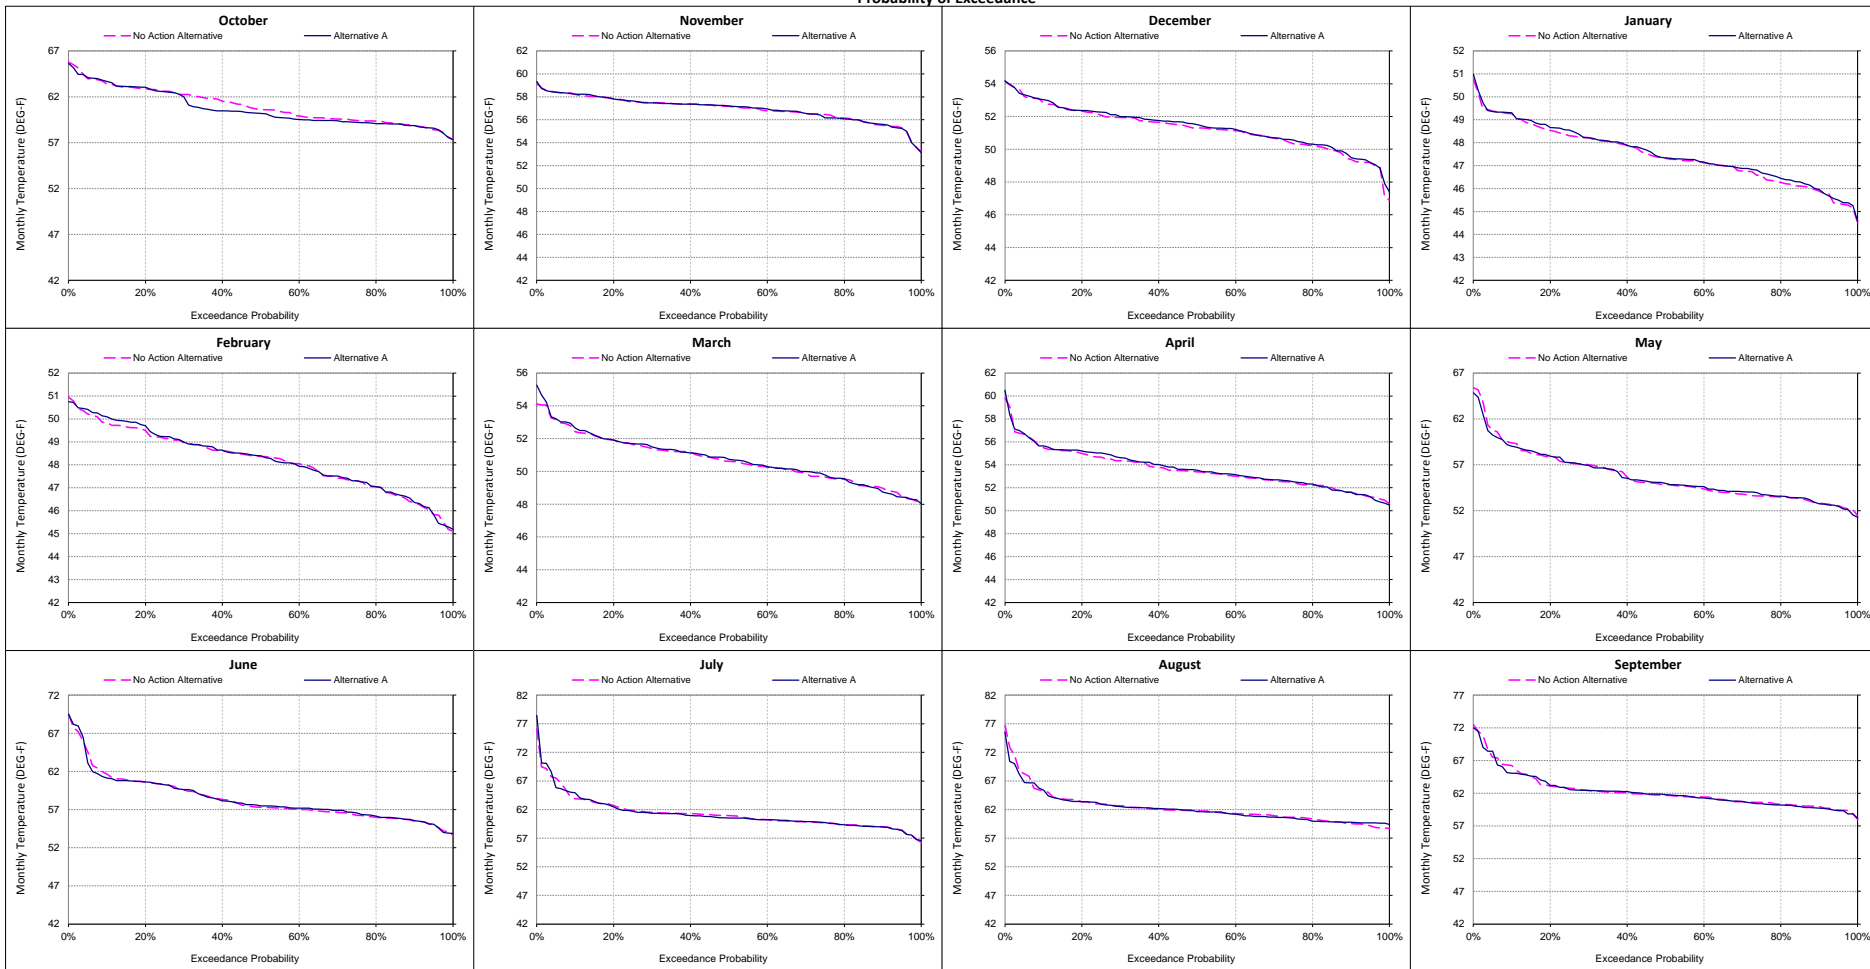 Probability of Exceedance
October
No Action Alternative
Alternative A
Monthly Temperature (DEG-F)
67
62
57
52
47
42
0%
20%
40%
60%
80%
100%
Exceedance Probability
November
No Action Alternative
Alternative A
Monthly Temperature (DEG-F)
62
60
58
56
54
52
50
48
46
44
42
0%
20%
40%
60%
80%
100%
Exceedance Probability
December
No Action Alternative
Alternative A
Monthly Temperature (DEG-F)
56
54
52
50
48
46
44
42
0%
20%
40%
60%
80%
100%
Exceedance Probability
January
No Action Alternative
Alternative A
Monthly Temperature (DEG-F)
52
51
50
49
48
47
46
45
44
43
42
0%
20%
40%
60%
80%
100%
Exceedance Probability
February
No Action Alternative
Alternative A
Monthly Temperature (DEG-F)
52
51
50
49
48
47
46
45
44
43
42
0%
20%
40%
60%
80%
100%
Exceedance Probability
March
No Action Alternative
Alternative A
Monthly Temperature (DEG-F)
56
54
52
50
48
46
44
42
0%
20%
40%
60%
80%
100%
Exceedance Probability
April
No Action Alternative
Alternative A
Monthly Temperature (DEG-F)
62
60
58
56
54
52
50
48
46
44
42
0%
20%
40%
60%
80%
100%
Exceedance Probability
May
No Action Alternative
Alternative A
Monthly Temperature (DEG-F)
67
62
57
52
47
42
0%
20%
40%
60%
80%
100%
Exceedance Probability
June
No Action Alternative
Alternative A
Monthly Temperature (DEG-F)
72
67
62
57
52
47
42
0%
20%
40%
60%
80%
100%
Exceedance Probability
July
No Action Alternative
Alternative A
Monthly Temperature (DEG-F)
82
77
72
67
62
57
52
47
42
0%
20%
40%
60%
80%
100%
Exceedance Probability
August
No Action Alternative
Alternative A
Monthly Temperature (DEG-F)
82
77
72
67
62
57
52
47
42
0%
20%
40%
60%
80%
100%
Exceedance Probability
September
No Action Alternative
Alternative A
Monthly Temperature (DEG-F)
77
72
67
62
57
52
47
42
0%
20%
40%
60%
80%
100%
Exceedance Probability